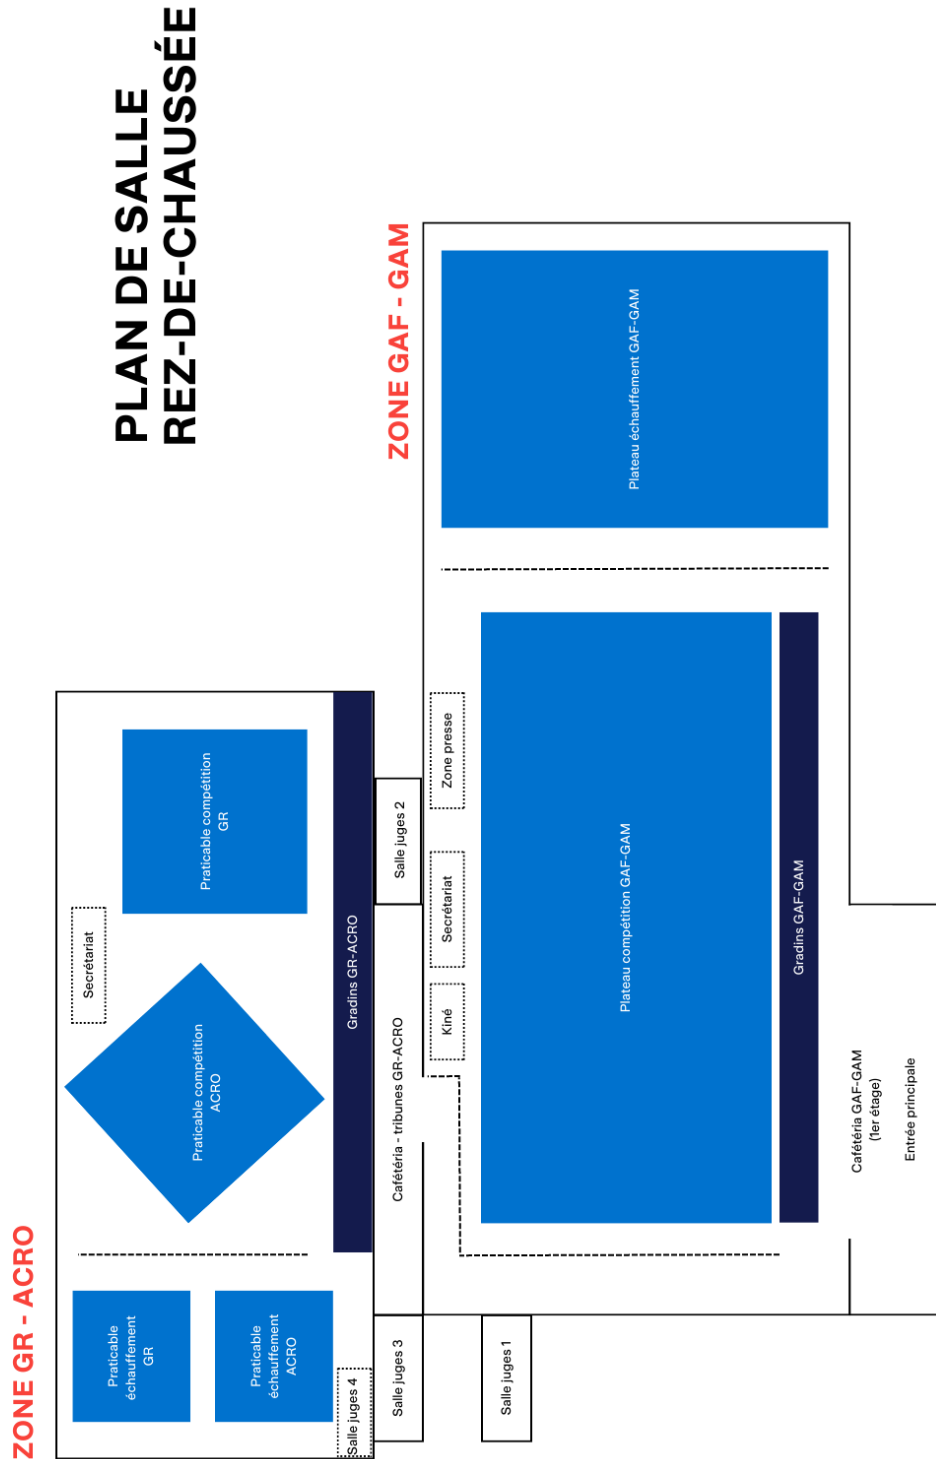 PLAN DE SALLE
REZ-DE-CHAUSSÉE
ZONE GR - ACRO
Praticable
échauffement
GR
Praticable
échauffement
ACRO
Salle juges 4
Secrétariat
Praticable compétition
ACRO
Praticable compétition
GR
Gradins GR-ACRO
Salle juges 3
Cafétéria - tribunes GR-ACRO
Salle juges 2
ZONE GAF - GAM
Salle juges 1
Kiné
Secrétariat
Zone presse
Plateau compétition GAF-GAM
Plateau échauffement GAF-GAM
Gradins GAF-GAM
Cafétéria GAF-GAM
(1er étage)
Entrée principale